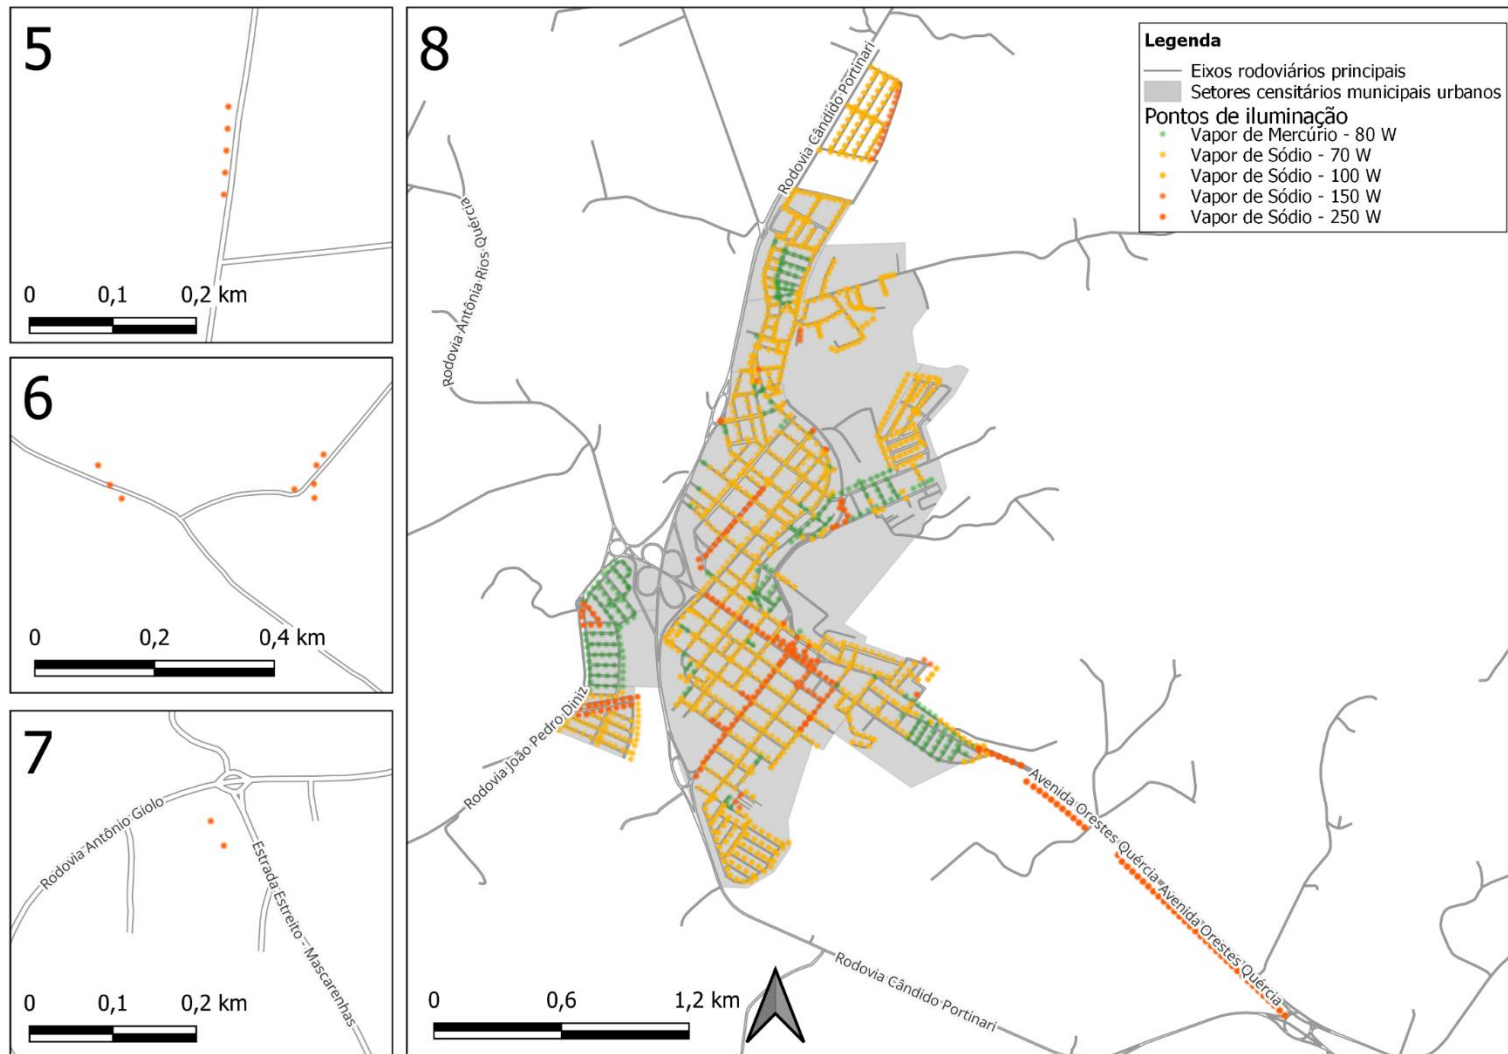 5
0 0,1 0,2 km
6
0 0,2 0,4 km
7
Rodovia Antônio Giolo
Estrada Estreito - Mascarenhas
0 0,1 0,2 km
8
Rodovia Cândido Portinari
Rodovia Antônia Rios Quércia
Rodovia João Pedro Diniz
Avenida Orestes Quércia
Avenida Orestes Quércia
Rodovia Cândido Portinari
0 0,6 1,2 km
Legenda
Eixos rodoviários principais
Setores censitários municipais urbanos
Pontos de iluminação
Vapor de Mercúrio - 80 W
Vapor de Sódio - 70 W
Vapor de Sódio - 100 W
Vapor de Sódio - 150 W
Vapor de Sódio - 250 W